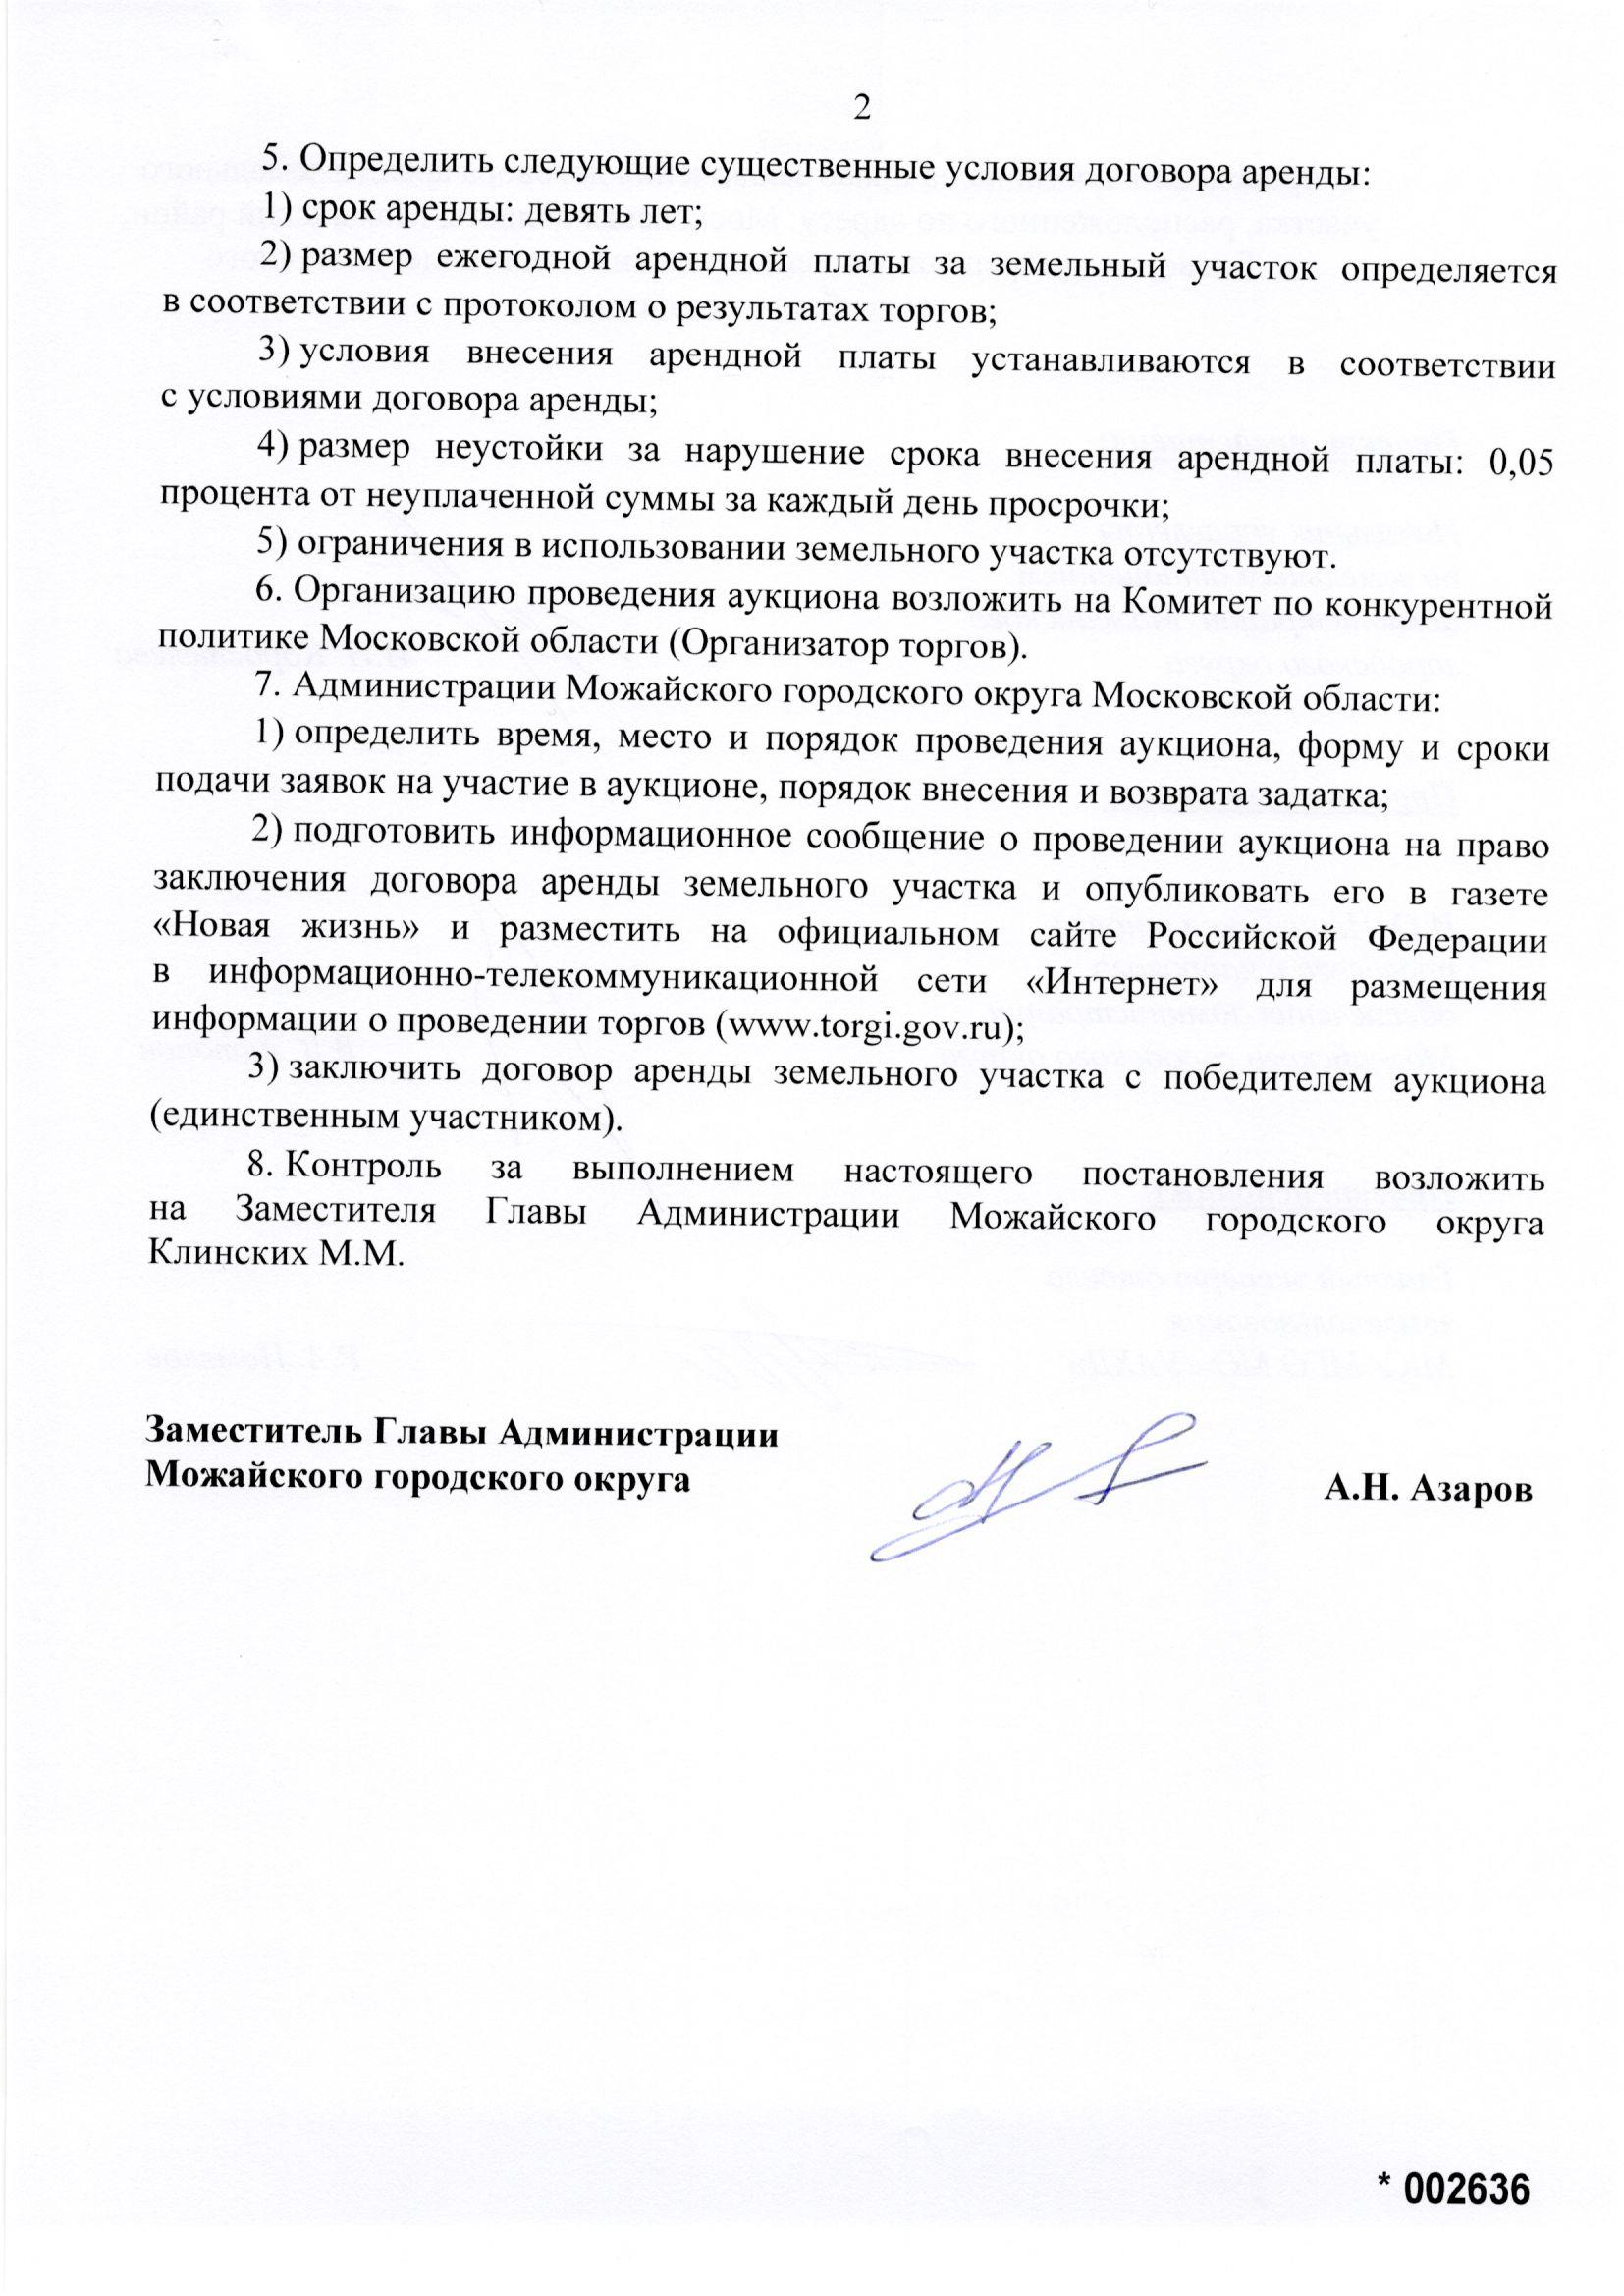 2
5. Определить следующие существенные условия договора аренды:
1) срок аренды: девять лет;
2) размер ежегодной арендной платы за земельный участок определяется
в соответствии с протоколом о результатах торгов;
3) условия внесения арендной платы устанавливаются в соответствии
с условиями договора аренды;
4) размер неустойки за нарушение срока внесения арендной платы: 0,05
процента от неуплаченной суммы за каждый день просрочки;
5) ограничения в использовании земельного участка отсутствуют.
6. Организацию проведения аукциона возложить на Комитет по конкурентной
политике Московской области (Организатор торгов).
7. Администрации Можайского городского округа Московской области:
1) определить время, место и порядок проведения аукциона, форму и сроки
подачи заявок на участие в аукционе, порядок внесения и возврата задатка;
2) подготовить информационное сообщение о проведении аукциона на право
заключения договора аренды земельного участка и опубликовать его в газете
«Новая жизнь» и разместить на официальном сайте Российской Федерации
в информационно-телекоммуникационной сети «Интернет» для размещения
информации о проведении торгов (www.torgi.gov.ru);
3) заключить договор аренды земельного участка с победителем аукциона
(единственным участником).
8. Контроль за выполнением настоящего постановления возложить
на Заместителя Главы Администрации Можайского городского округа
Клинских М.М.
Заместитель Главы Администрации
Можайского городского округа
А.Н. Азаров
* 002636